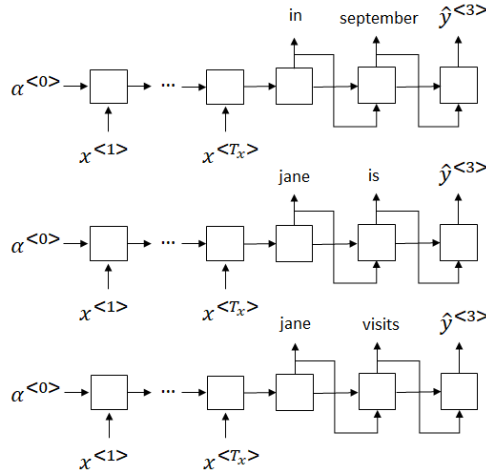 in september ŷ<3>
α<0> ...
x<1> x<Tₓ>
jane is ŷ<3>
α<0> ...
x<1> x<Tₓ>
jane visits ŷ<3>
α<0> ...
x<1> x<Tₓ>